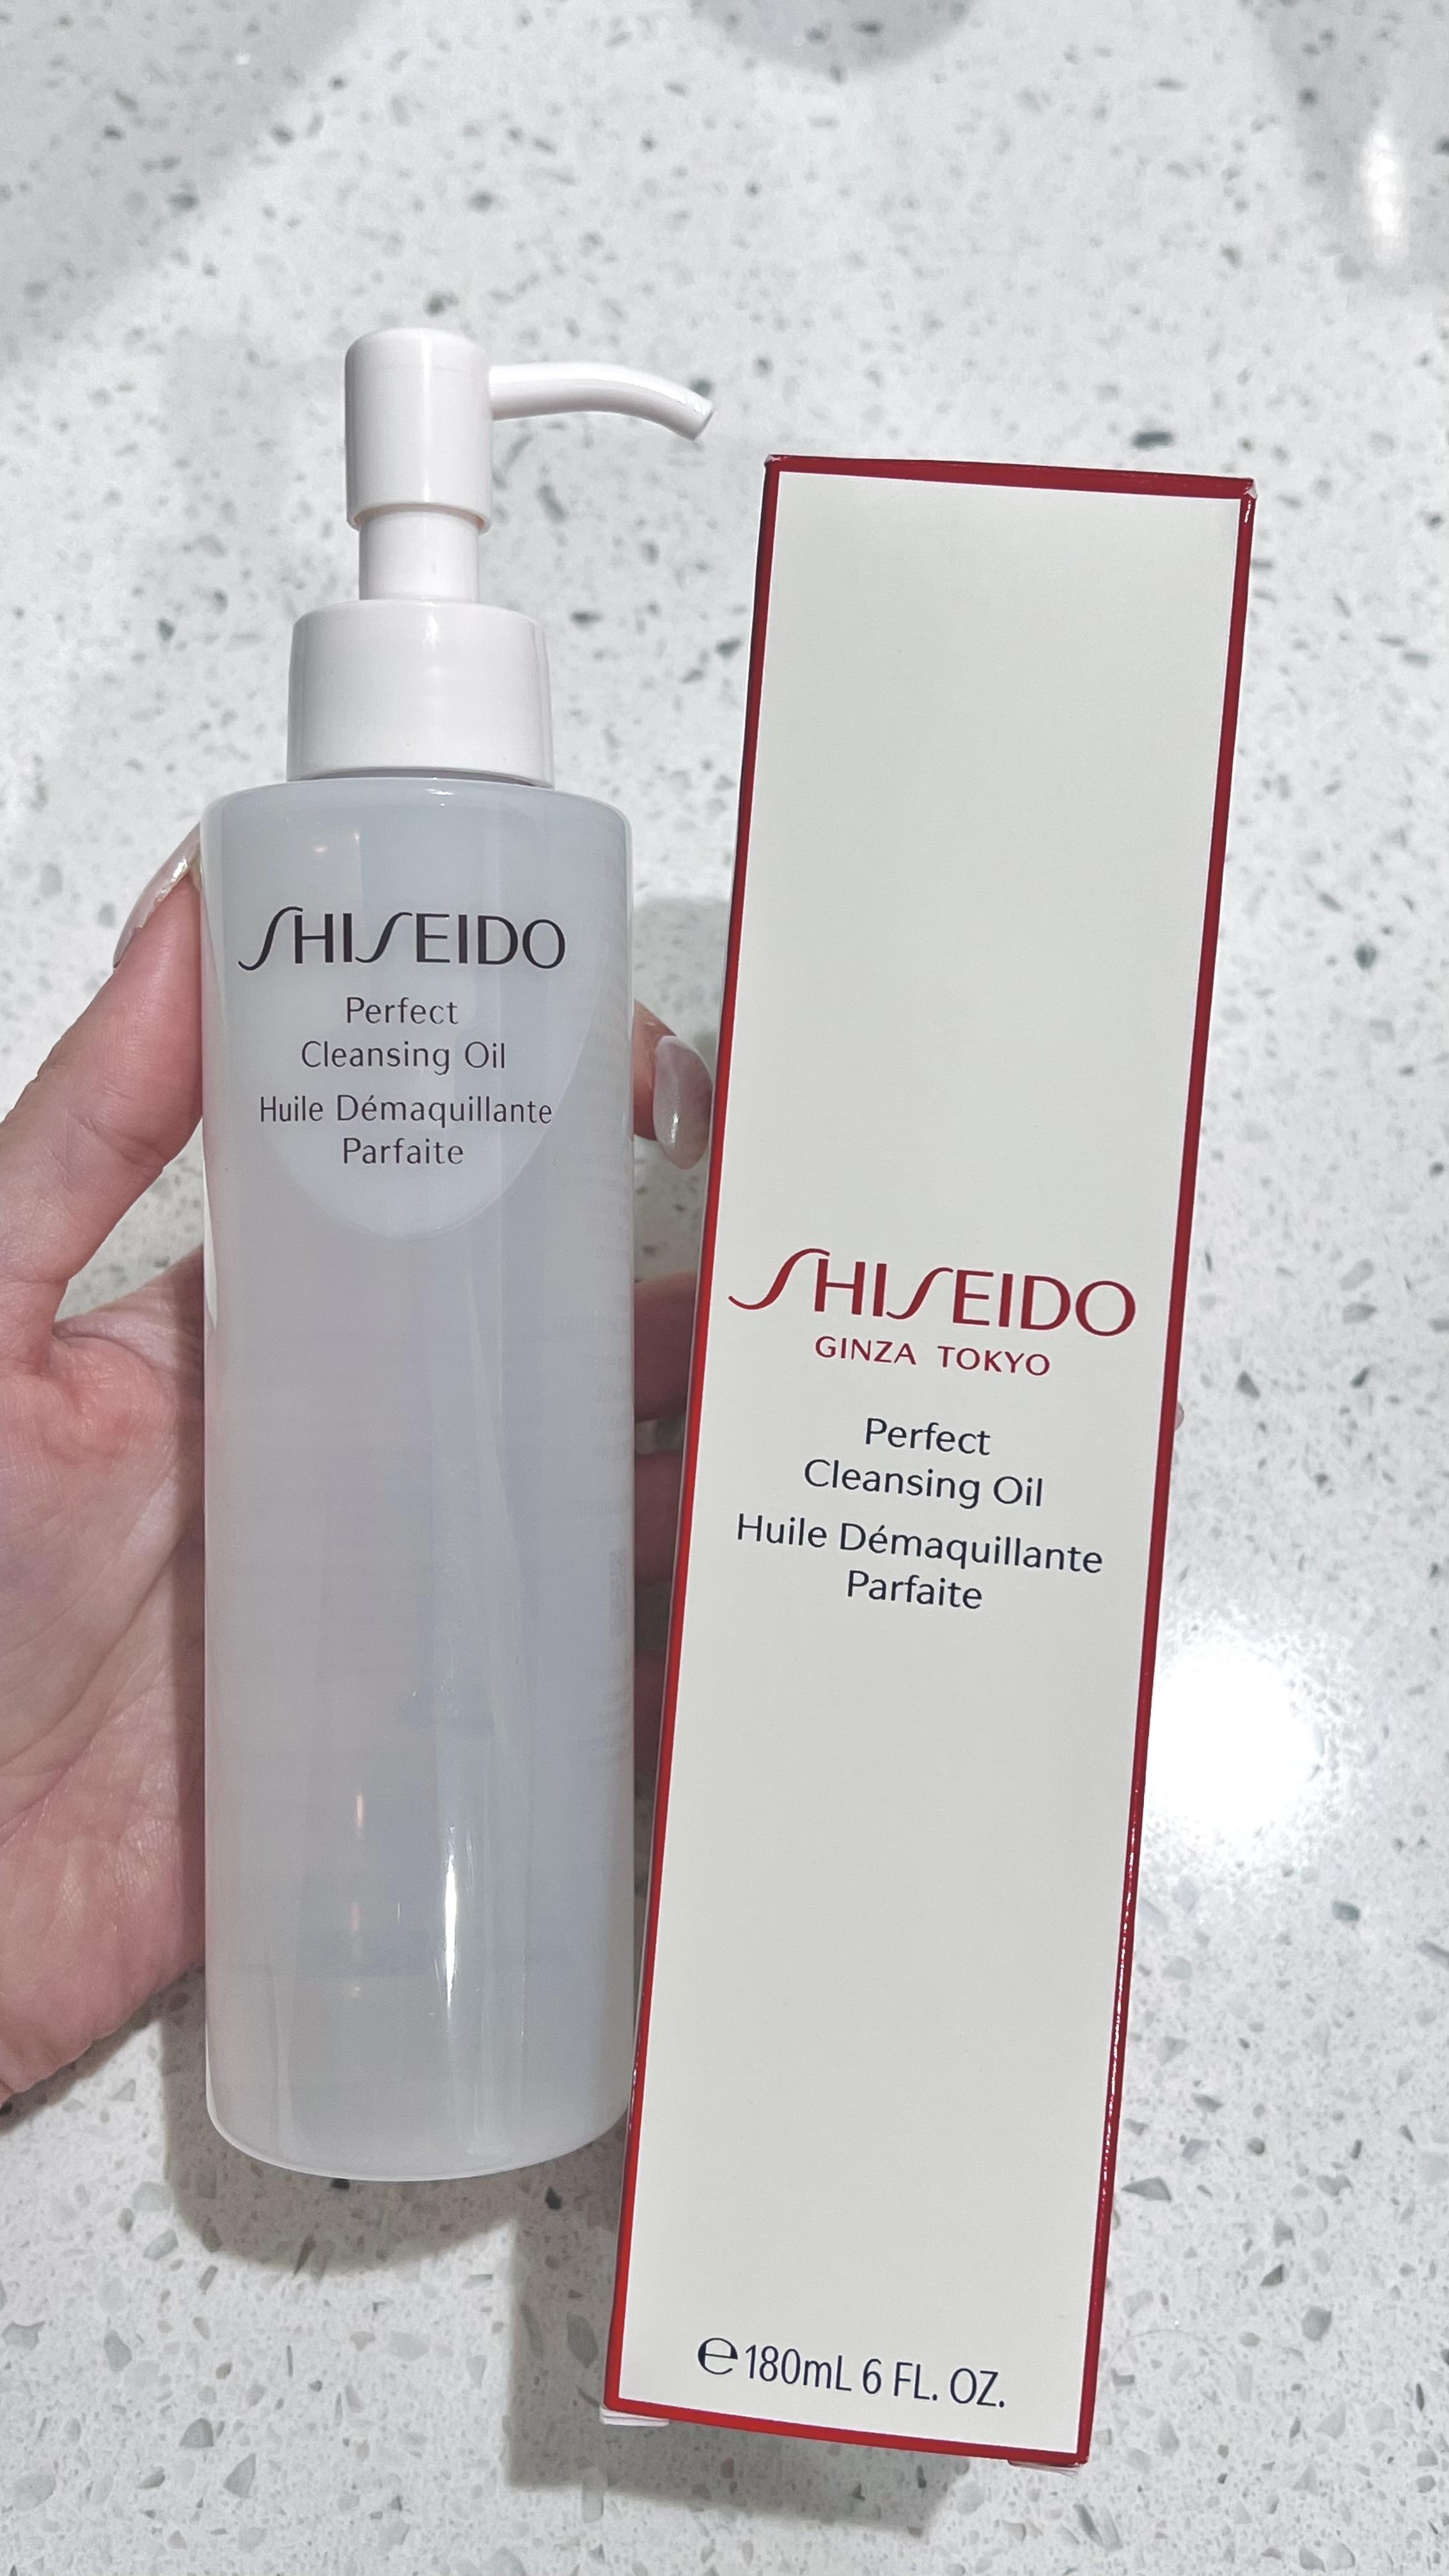 SHISEIDO
Perfect
Cleansing Oil
Huile Démaquillante
Parfaite
SHISEIDO
GINZA TOKYO
Perfect
Cleansing Oil
Huile Démaquillante
Parfaite
℮180mL 6 FL. OZ.